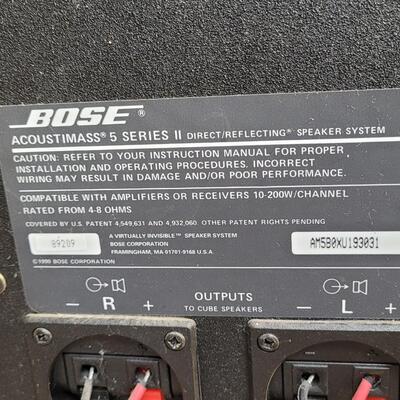 BOSE®
ACOUSTIMASS® 5 SERIES II DIRECT/REFLECTING® SPEAKER SYSTEM
CAUTION: REFER TO YOUR INSTRUCTION MANUAL FOR PROPER
INSTALLATION AND OPERATING PROCEDURES. INCORRECT
WIRING MAY RESULT IN DAMAGE AND/OR POOR PERFORMANCE.
COMPATIBLE WITH AMPLIFIERS OR RECEIVERS 10-200W/CHANNEL
RATED FROM 4-8 OHMS
COVERED BY U.S. PATENT 4,549,631 AND 4,932,060. OTHER PATENT RIGHTS PENDING.
89209
A VIRTUALLY INVISIBLE™ SPEAKER SYSTEM
BOSE CORPORATION
FRAMINGHAM, MA 01701-9168 U.S.A.
AM5B0XU193031
©1990 BOSE CORPORATION
OUTPUTS
TO CUBE SPEAKERS
− R +
− L +